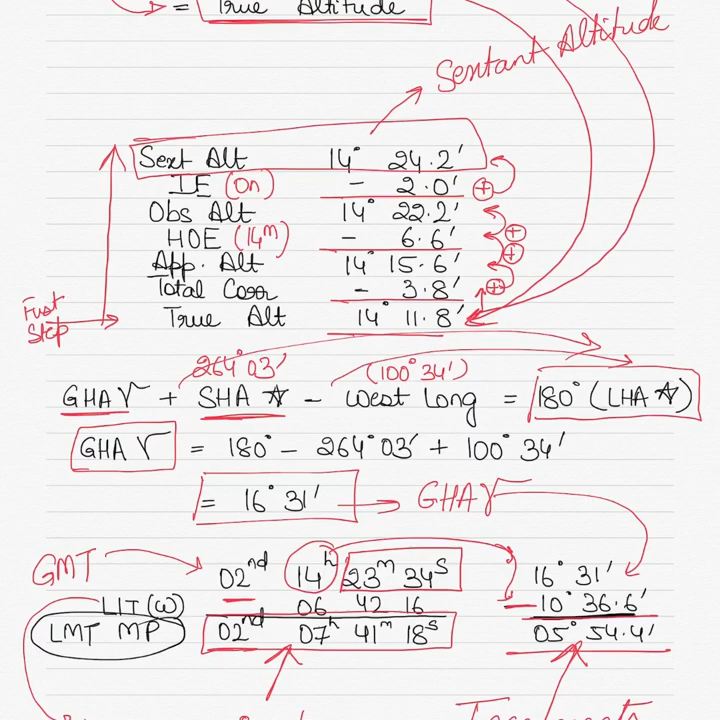 = True Altitude
Sextant Altitude
Sext Alt 14° 24.2'
IE (On) - 2.0' +
Obs Alt 14° 22.2'
HOE (14m) - 6.6' +
App. Alt 14° 15.6' +
Total Corr - 3.8' +
True Alt 14° 11.8'
First Step
264° 03' (100° 34')
GHA ♈ + SHA ☆ - West Long = 180° (LHA ☆)
GHA ♈ = 180° - 264° 03' + 100° 34'
= 16° 31' → GHA ♈
GMT 02nd 14h 23m 34s 16° 31'
LIT (W) 06 42 16 - 10° 36.6'
LMT MP 02nd 07h 41m 18s 05° 54.4'